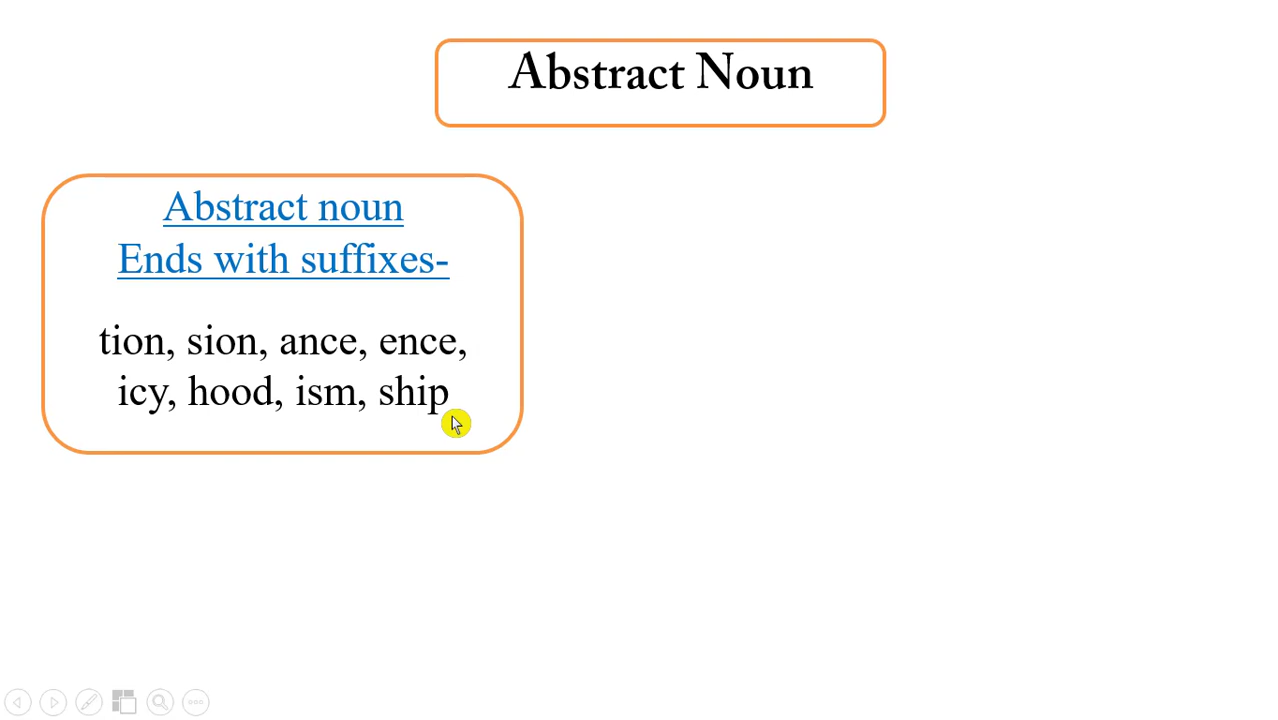 Abstract Noun
Abstract noun
Ends with suffixes-
tion, sion, ance, ence,
icy, hood, ism, ship